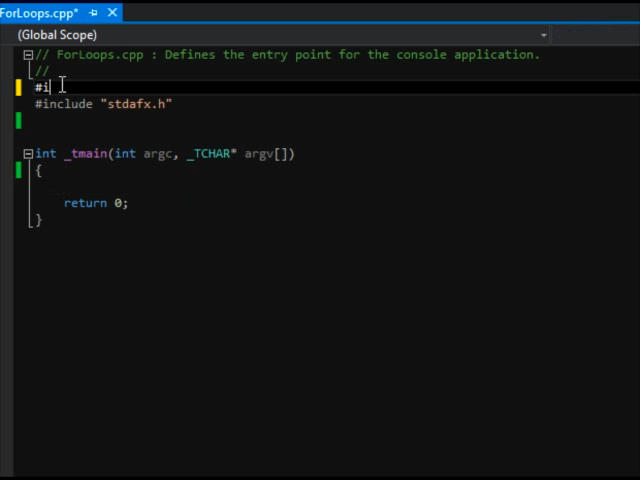 ForLoops.cpp*
(Global Scope)
// ForLoops.cpp : Defines the entry point for the console application.
//
#i
#include "stdafx.h"
int _tmain(int argc, _TCHAR* argv[])
{
return 0;
}